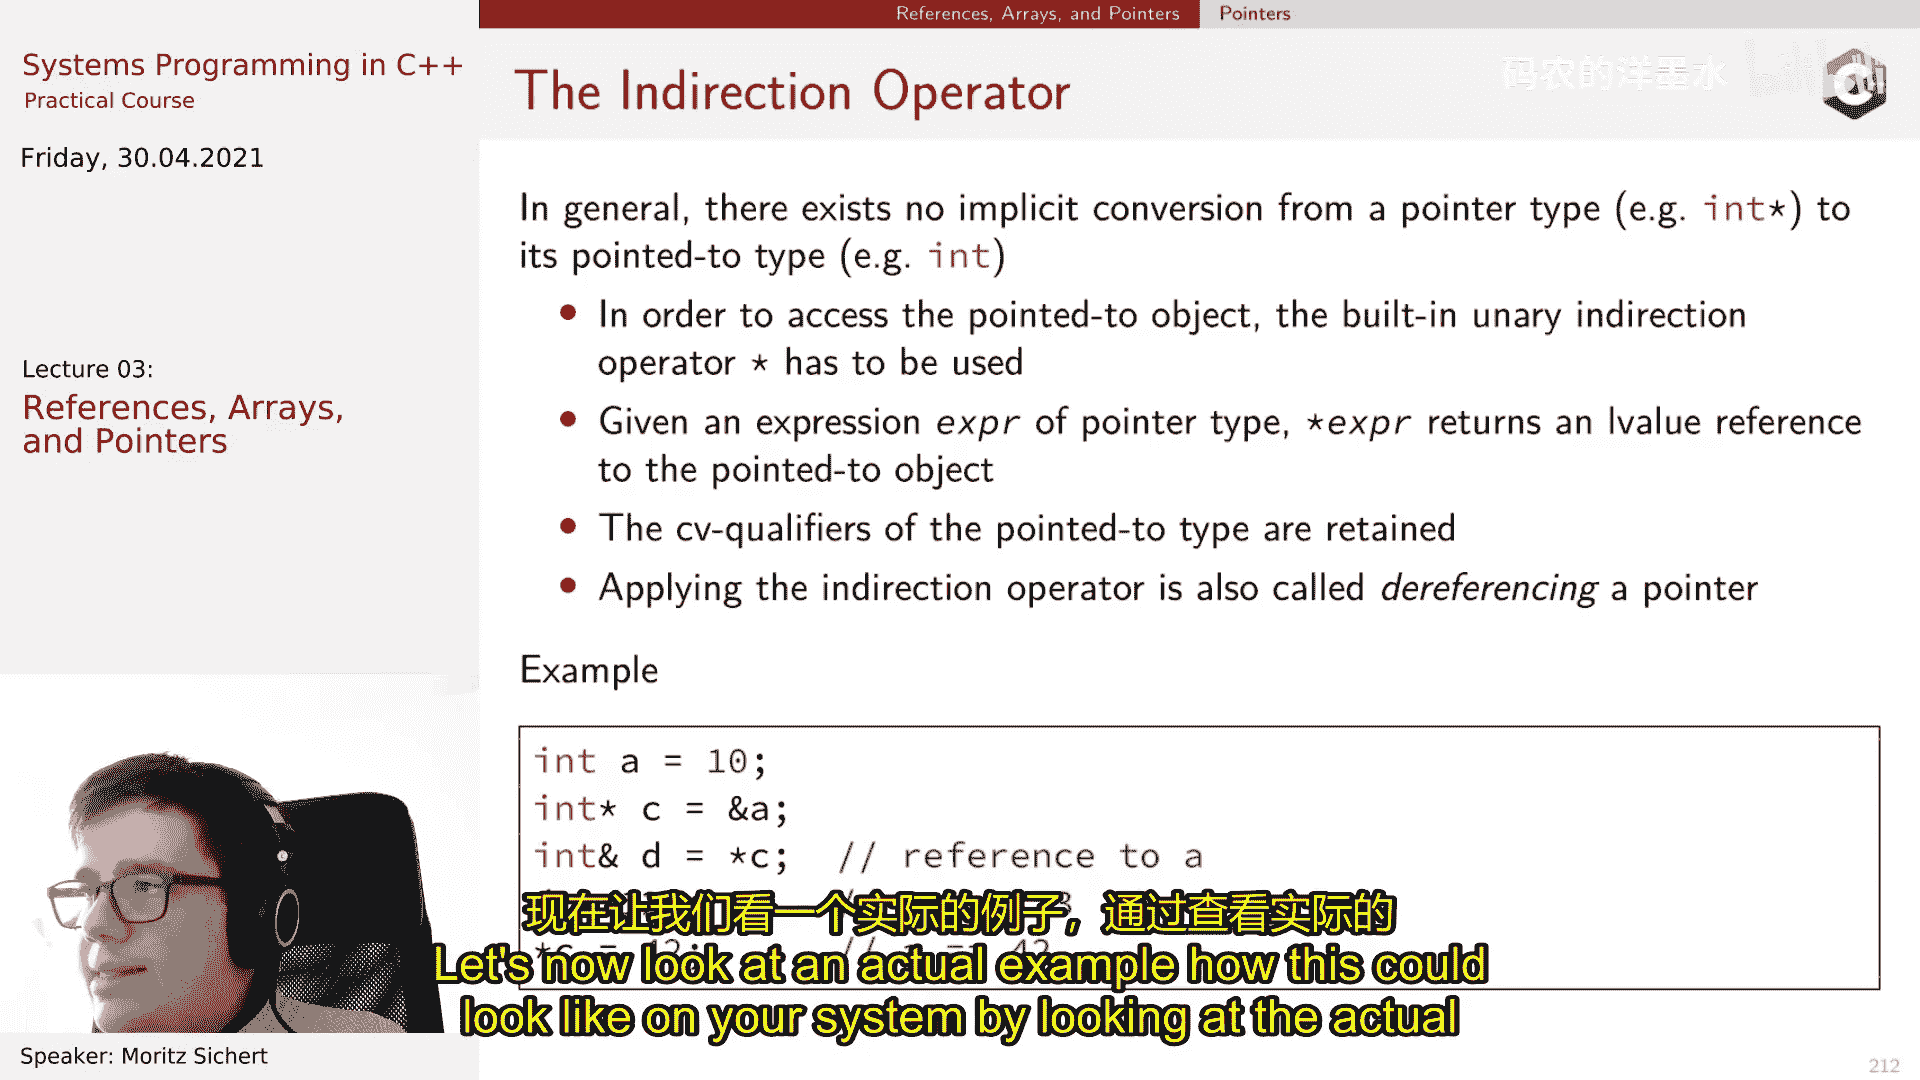 References, Arrays, and Pointers
Pointers
Systems Programming in C++
Practical Course
Friday, 30.04.2021
Lecture 03:
References, Arrays,
and Pointers
The Indirection Operator
码农的洋墨水
In general, there exists no implicit conversion from a pointer type (e.g. int*) to
its pointed-to type (e.g. int)
• In order to access the pointed-to object, the built-in unary indirection
operator * has to be used
• Given an expression expr of pointer type, *expr returns an lvalue reference
to the pointed-to object
• The cv-qualifiers of the pointed-to type are retained
• Applying the indirection operator is also called dereferencing a pointer
Example
int a = 10;
int* c = &a;
int& d = *c; // reference to a
现在让我们看一个实际的例子，通过查看实际的
Let's now look at an actual example how this could
look like on your system by looking at the actual
Speaker: Moritz Sichert
212